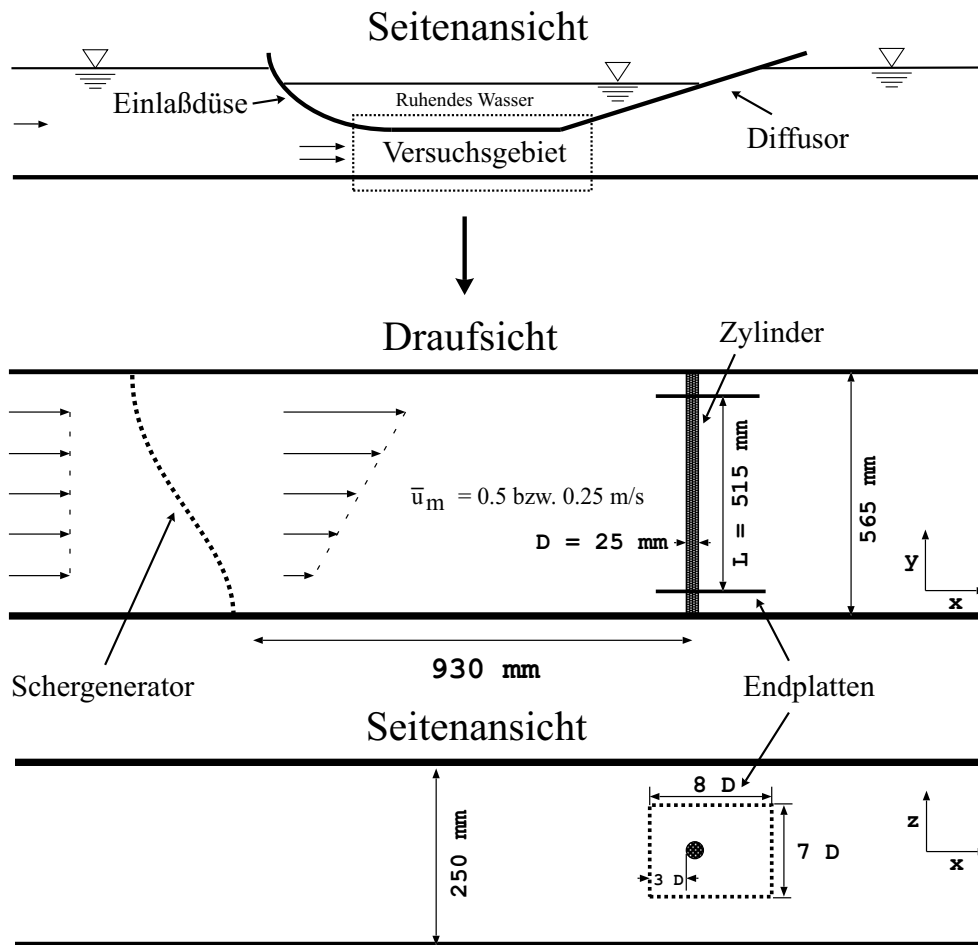 Seitenansicht
Einlaßdüse
Ruhendes Wasser
Diffusor
Versuchsgebiet
Draufsicht
Zylinder
u̅m = 0.5 bzw. 0.25 m/s
D = 25 mm
L = 515 mm
565 mm
y
x
930 mm
Schergenerator
Endplatten
Seitenansicht
8 D
250 mm
7 D
3 D
z
x